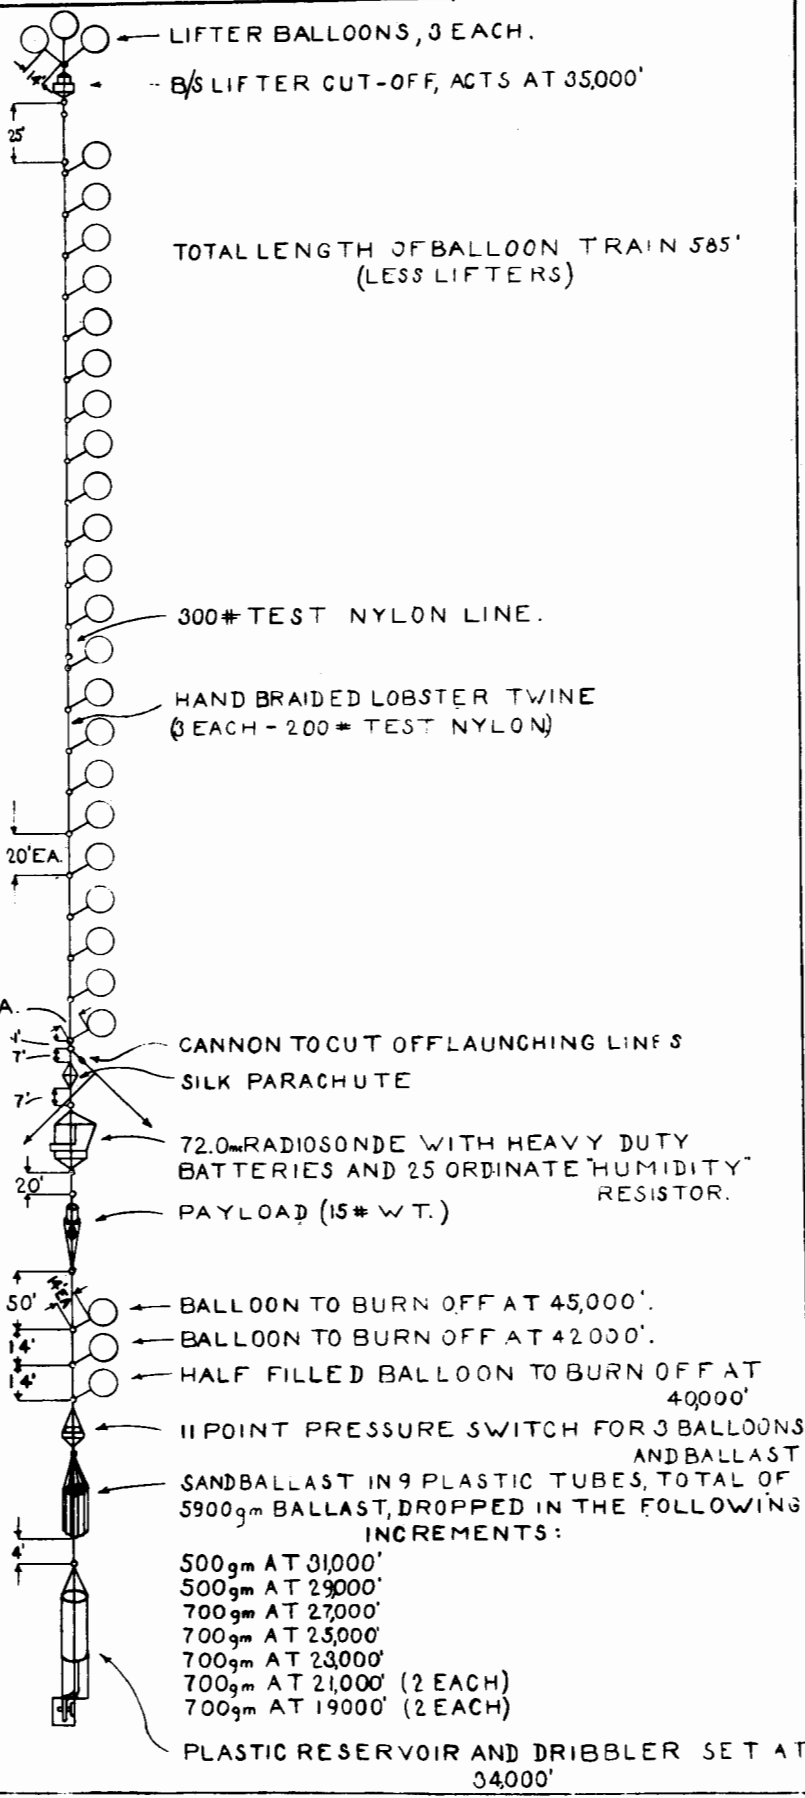 LIFTER BALLOONS, 3 EACH.
14'
B/S LIFTER CUT-OFF, ACTS AT 35,000'
25'
TOTAL LENGTH OF BALLOON TRAIN 585'
(LESS LIFTERS)
300# TEST NYLON LINE.
HAND BRAIDED LOBSTER TWINE
(3 EACH - 200# TEST NYLON)
20' EA.
A.
CANNON TO CUT OFF LAUNCHING LINES
7'
SILK PARACHUTE
7'
72.0mc RADIOSONDE WITH HEAVY DUTY
BATTERIES AND 25 ORDINATE "HUMIDITY"
RESISTOR.
20'
PAYLOAD (15# WT.)
50'
BALLOON TO BURN OFF AT 45,000'.
14'
BALLOON TO BURN OFF AT 42000'.
14'
HALF FILLED BALLOON TO BURN OFF AT
40,000'
11 POINT PRESSURE SWITCH FOR 3 BALLOONS
AND BALLAST
SAND BALLAST IN 9 PLASTIC TUBES, TOTAL OF
5900gm BALLAST, DROPPED IN THE FOLLOWING
INCREMENTS:
4'
500gm AT 31,000'
500gm AT 29,000'
700gm AT 27,000'
700gm AT 25,000'
700gm AT 23,000'
700gm AT 21,000' (2 EACH)
700gm AT 19000' (2 EACH)
PLASTIC RESERVOIR AND DRIBBLER SET AT
34,000'